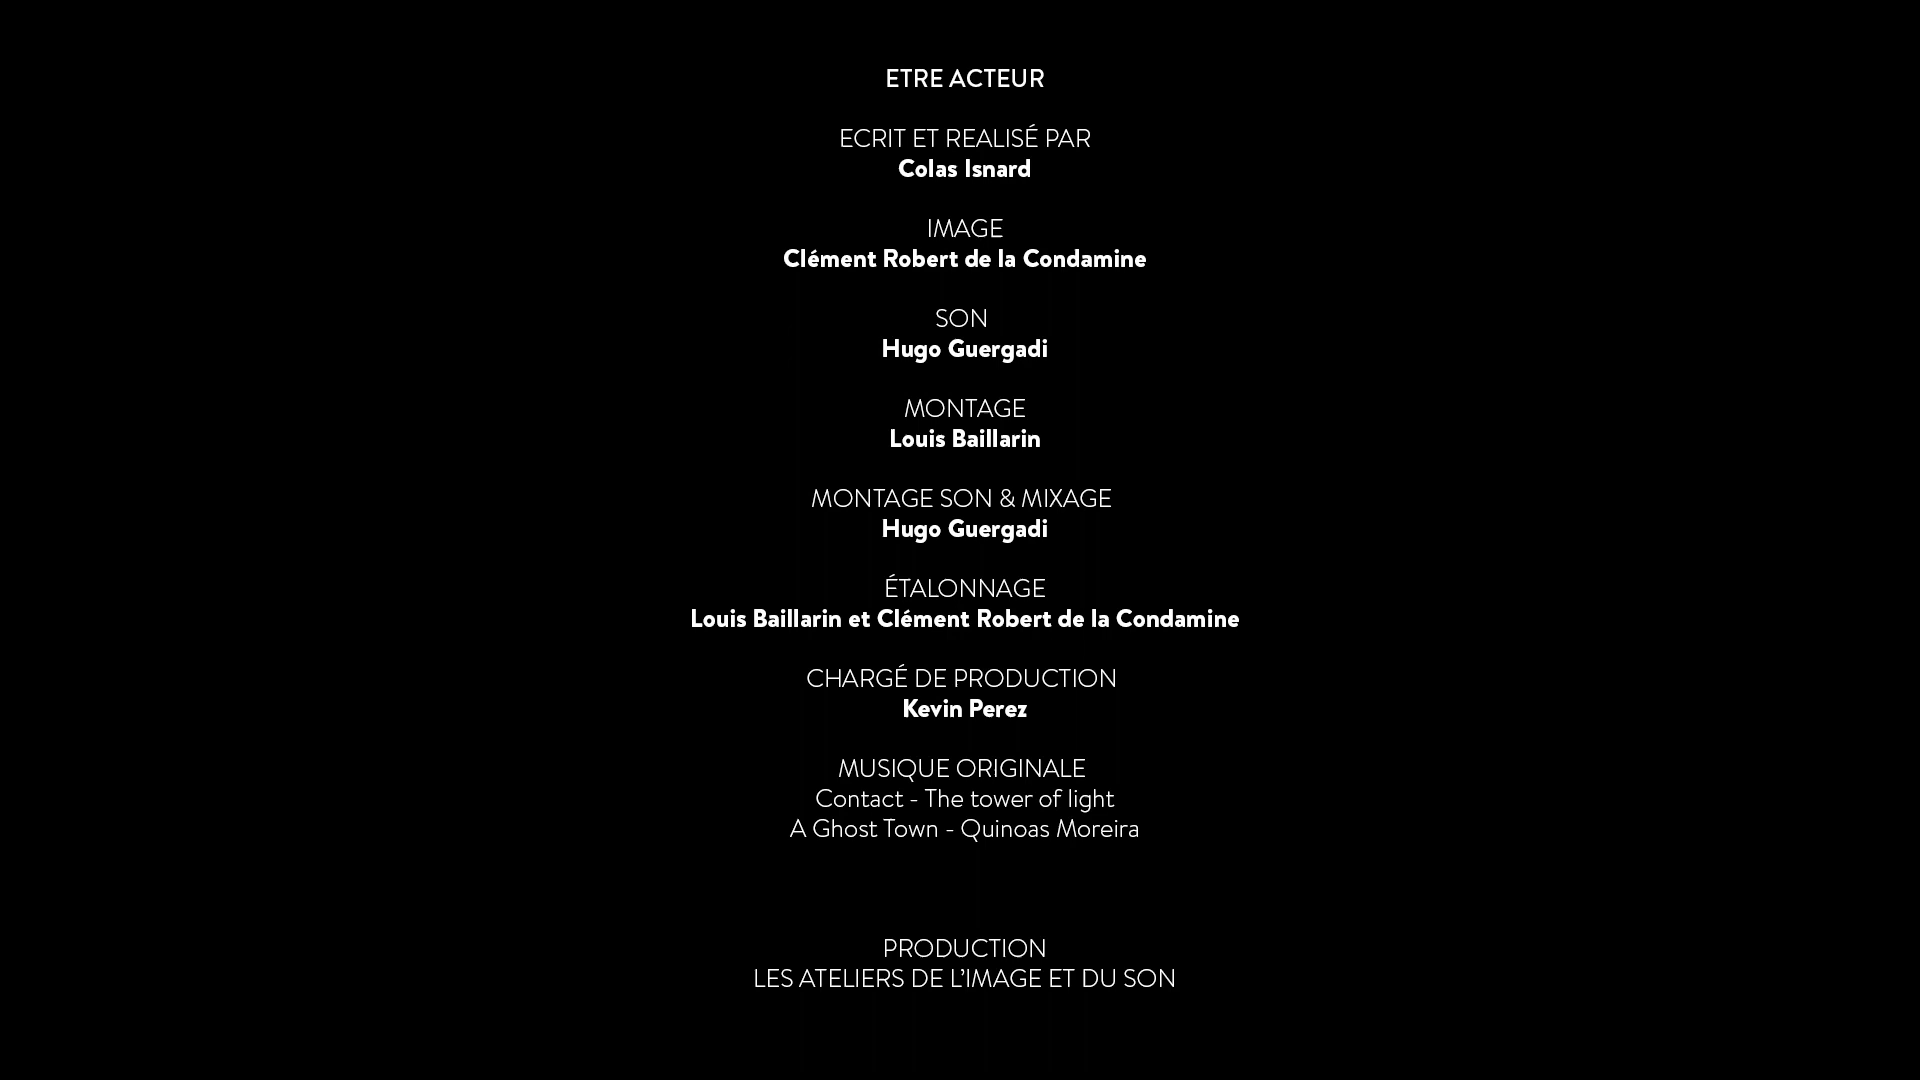 ETRE ACTEUR
ECRIT ET REALISÉ PAR
Colas Isnard
IMAGE
Clément Robert de la Condamine
SON
Hugo Guergadi
MONTAGE
Louis Baillarin
MONTAGE SON & MIXAGE
Hugo Guergadi
ÉTALONNAGE
Louis Baillarin et Clément Robert de la Condamine
CHARGÉ DE PRODUCTION
Kevin Perez
MUSIQUE ORIGINALE
Contact - The tower of light
A Ghost Town - Quinoas Moreira
PRODUCTION
LES ATELIERS DE L’IMAGE ET DU SON